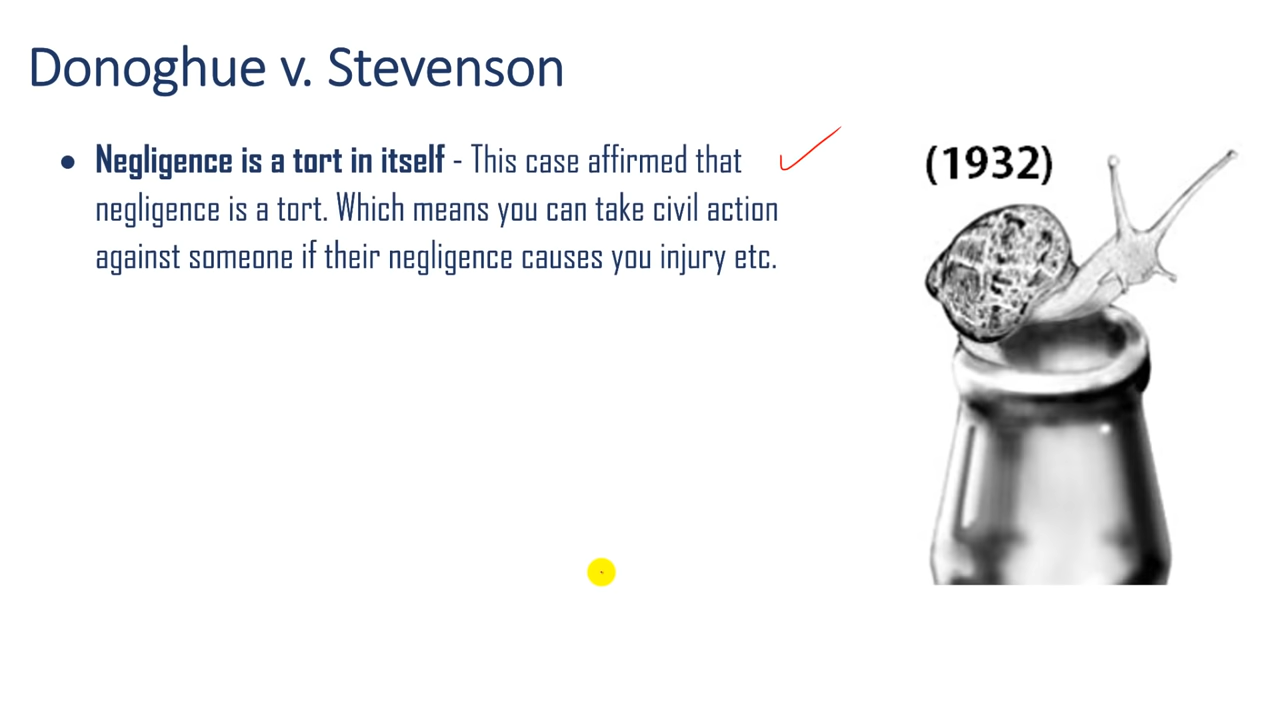 Donoghue v. Stevenson
• Negligence is a tort in itself - This case affirmed that
negligence is a tort. Which means you can take civil action
against someone if their negligence causes you injury etc.
(1932)